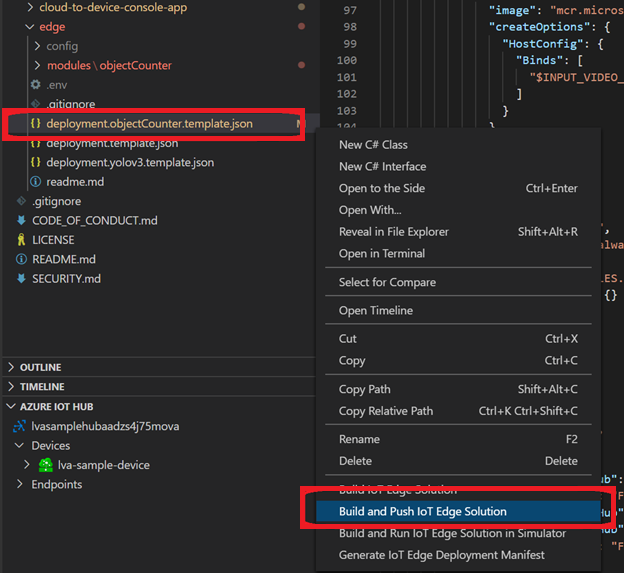 cloud-to-device-console-app
edge
config
modules \ objectCounter
.env
.gitignore
{} deployment.objectCounter.template.json
{} deployment.template.json
{} deployment.yolov3.template.json
readme.md
.gitignore
CODE_OF_CONDUCT.md
LICENSE
README.md
SECURITY.md
OUTLINE
TIMELINE
AZURE IOT HUB
lvasamplehubaadzs4j75mova
Devices
lva-sample-device
Endpoints
97 "image": "mcr.micros
98 "createOptions": {
99 "HostConfig": {
100 "Binds": [
101 "$INPUT_VIDEO_
102 ]
103 }
104 }
New C# Class
New C# Interface
Open to the Side Ctrl+Enter
Open With...
Reveal in File Explorer Shift+Alt+R
Open in Terminal
Select for Compare
Open Timeline
Cut Ctrl+X
Copy Ctrl+C
Copy Path Shift+Alt+C
Copy Relative Path Ctrl+K Ctrl+Shift+C
Rename F2
Delete Delete
Build IoT Edge Solution
Build and Push IoT Edge Solution
Build and Run IoT Edge Solution in Simulator
Generate IoT Edge Deployment Manifest
",
alwa
LES.
{}
ub":
"F
Hub"
ub"
: "F